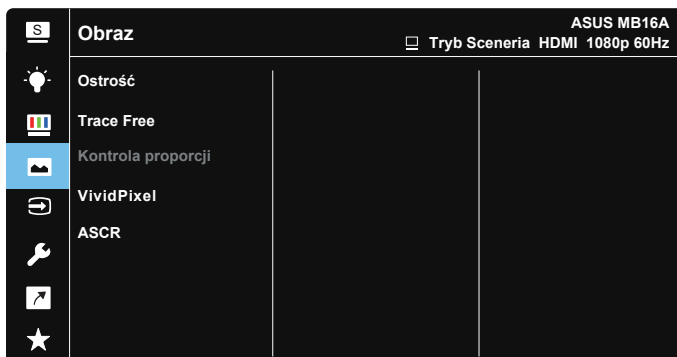 S
Obraz
ASUS MB16A
Tryb Sceneria HDMI 1080p 60Hz
Ostrość
Trace Free
Kontrola proporcji
VividPixel
ASCR